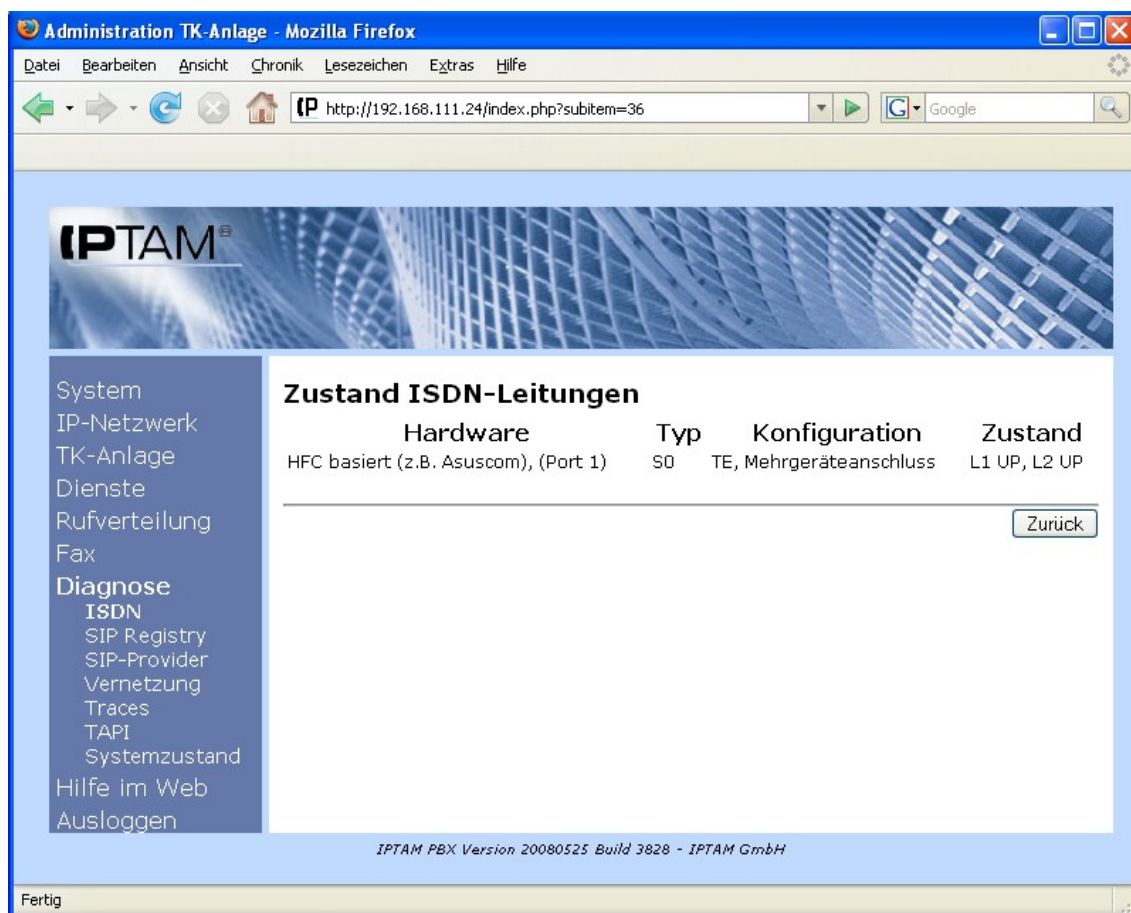 Administration TK-Anlage - Mozilla Firefox
Datei Bearbeiten Ansicht Chronik Lesezeichen Extras Hilfe
http://192.168.111.24/index.php?subitem=36
G Google
IPTAM®
System
IP-Netzwerk
TK-Anlage
Dienste
Rufverteilung
Fax
Diagnose
ISDN
SIP Registry
SIP-Provider
Vernetzung
Traces
TAPI
Systemzustand
Hilfe im Web
Ausloggen
Zustand ISDN-Leitungen
Hardware Typ Konfiguration Zustand
HFC basiert (z.B. Asuscom), (Port 1) S0 TE, Mehrgeräteanschluss L1 UP, L2 UP
Zurück
IPTAM PBX Version 20080525 Build 3828 - IPTAM GmbH
Fertig